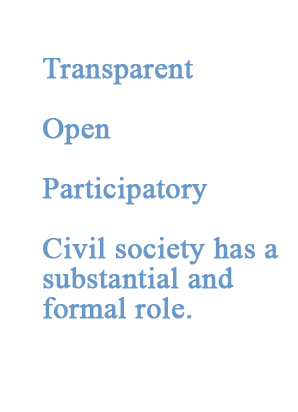 Transparent
Open
Participatory
Civil society has a
substantial and
formal role.